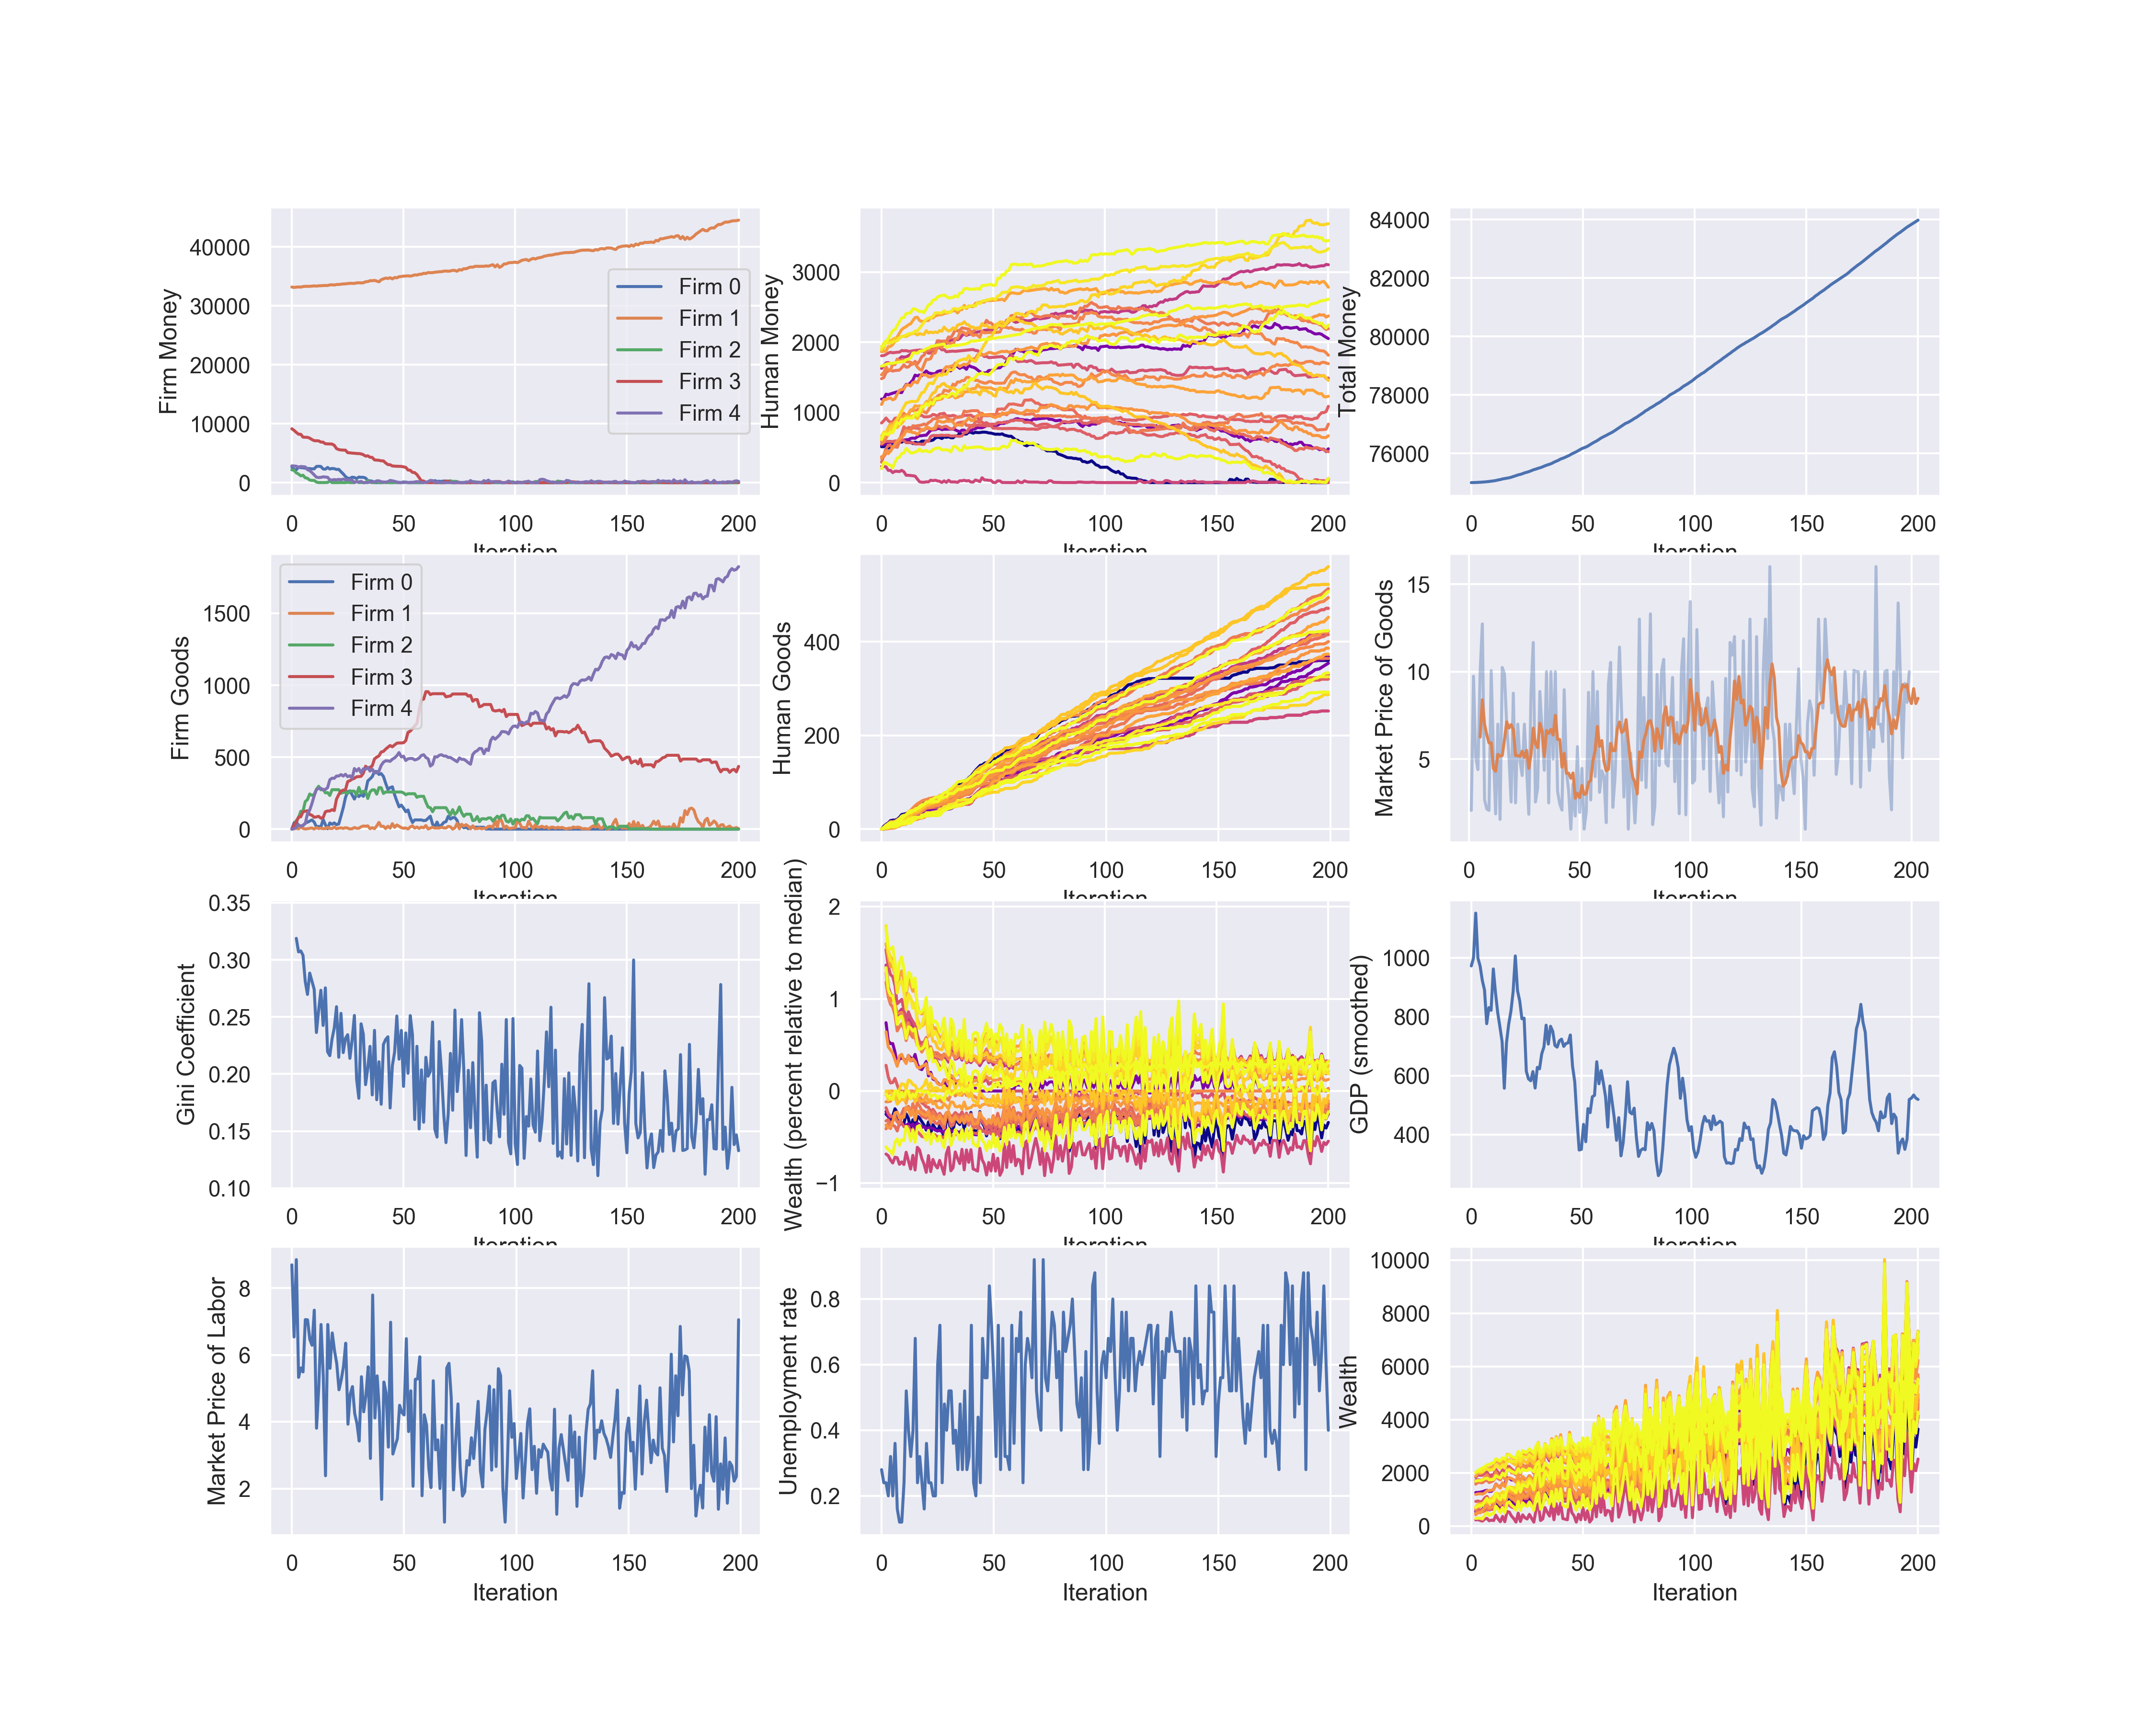 Firm Money
40000
30000
20000
10000
0
Firm 0
Firm 1
Firm 2
Firm 3
Firm 4
0 50 100 150 200
Iteration
Human Money
3000
2000
1000
0
0 50 100 150 200
Iteration
Total Money
84000
82000
80000
78000
76000
0 50 100 150 200
Iteration
Firm Goods
1500
1000
500
0
Firm 0
Firm 1
Firm 2
Firm 3
Firm 4
0 50 100 150 200
Iteration
Human Goods
400
200
0
0 50 100 150 200
Iteration
Market Price of Goods
15
10
5
0 50 100 150 200
Iteration
Gini Coefficient
0.35
0.30
0.25
0.20
0.15
0.10
0 50 100 150 200
Iteration
Wealth (percent relative to median)
2
1
0
−1
0 50 100 150 200
Iteration
GDP (smoothed)
1000
800
600
400
0 50 100 150 200
Iteration
Market Price of Labor
8
6
4
2
0 50 100 150 200
Iteration
Unemployment rate
0.8
0.6
0.4
0.2
0 50 100 150 200
Iteration
Wealth
10000
8000
6000
4000
2000
0
0 50 100 150 200
Iteration